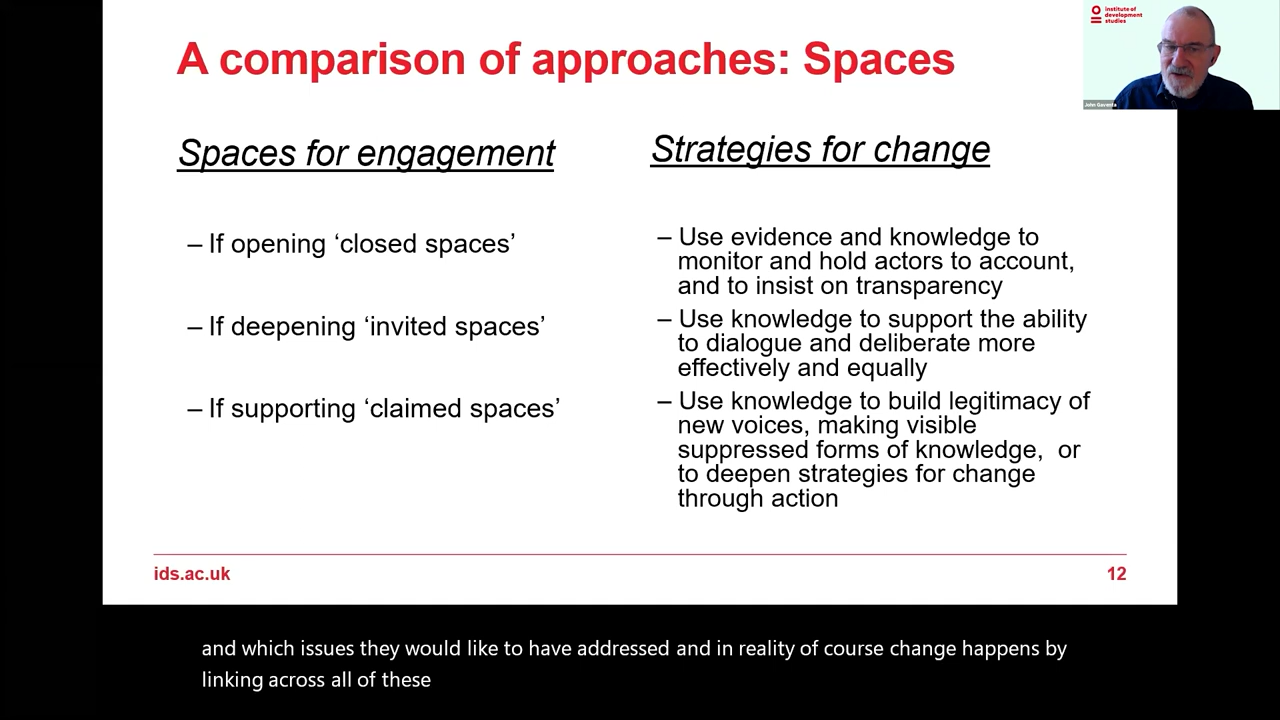 A comparison of approaches: Spaces
institute of
development
studies
John Gaventa
Spaces for engagement
Strategies for change
– If opening ‘closed spaces’
– Use evidence and knowledge to
monitor and hold actors to account,
and to insist on transparency
– If deepening ‘invited spaces’
– Use knowledge to support the ability
to dialogue and deliberate more
effectively and equally
– If supporting ‘claimed spaces’
– Use knowledge to build legitimacy of
new voices, making visible
suppressed forms of knowledge, or
to deepen strategies for change
through action
ids.ac.uk
12
and which issues they would like to have addressed and in reality of course change happens by
linking across all of these